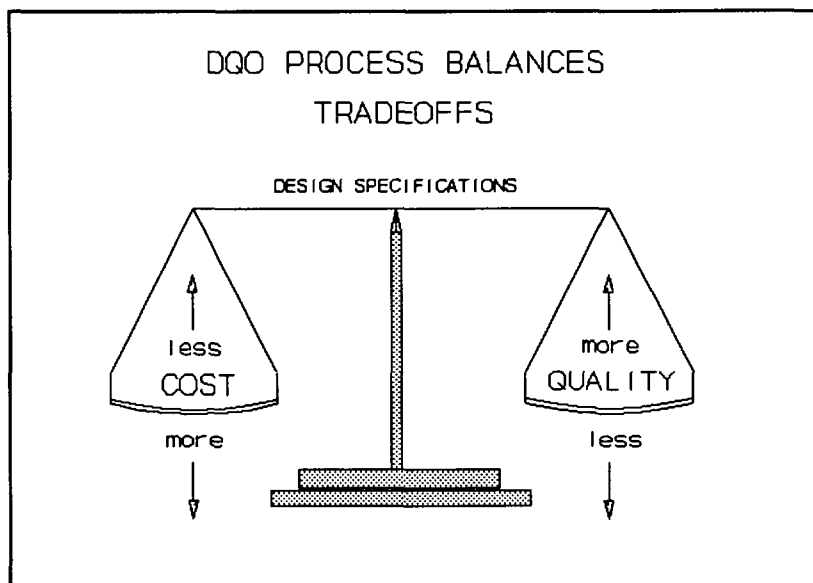 DQO PROCESS BALANCES
TRADEOFFS
DESIGN SPECIFICATIONS
less
COST
more
more
QUALITY
less